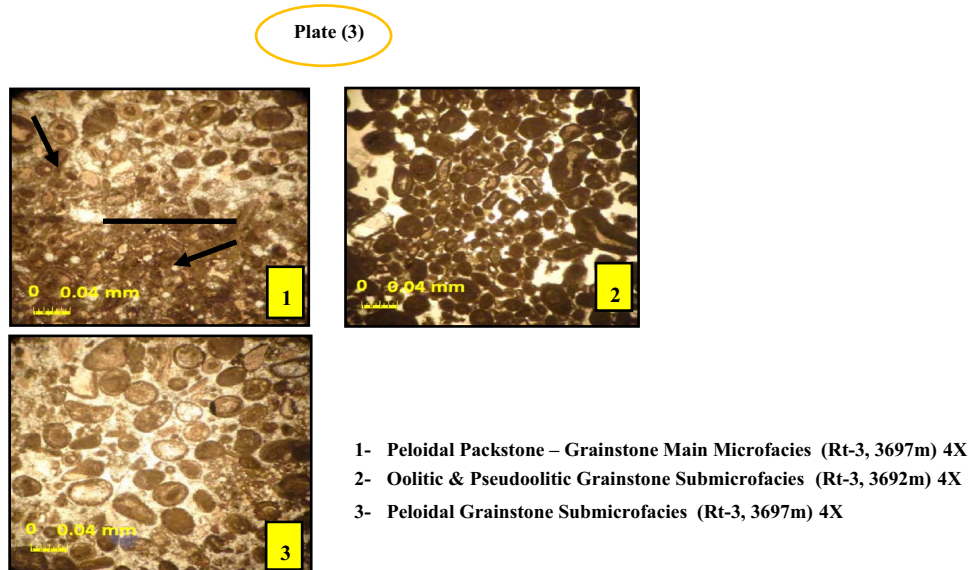 Plate (3)
0 0.04 mm
1
0 0.04 mm
2
0 0.04 mm
3
1- Peloidal Packstone – Grainstone Main Microfacies (Rt-3, 3697m) 4X
2- Oolitic & Pseudoolitic Grainstone Submicrofacies (Rt-3, 3692m) 4X
3- Peloidal Grainstone Submicrofacies (Rt-3, 3697m) 4X